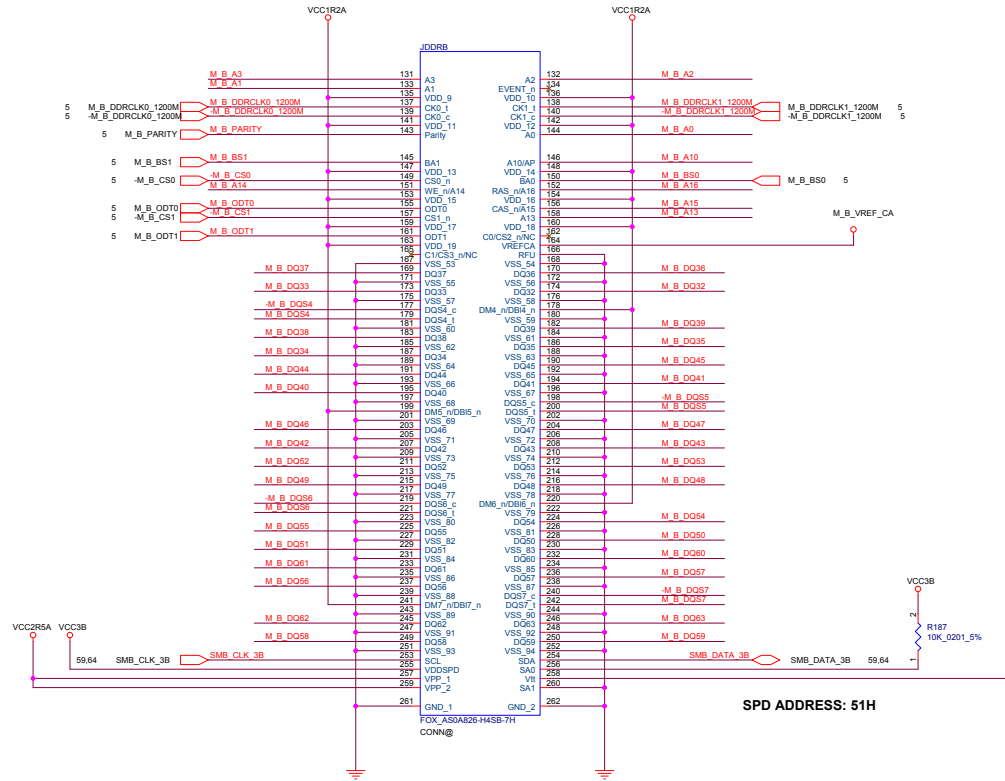 VCC1R2A VCC1R2A
JDDRB
M_B_A3 131 A3 A2 132 M_B_A2
M_B_A1 133 A1 EVENT_n 134
135 VDD_9 VDD_10 136
5 M_B_DDRCLK0_1200M M_B_DDRCLK0_1200M 137 CK0_t CK1_t 138 M_B_DDRCLK1_1200M M_B_DDRCLK1_1200M 5
5 -M_B_DDRCLK0_1200M -M_B_DDRCLK0_1200M 139 CK0_c CK1_c 140 -M_B_DDRCLK1_1200M -M_B_DDRCLK1_1200M 5
141 VDD_11 VDD_12 142
5 M_B_PARITY M_B_PARITY 143 Parity A0 144 M_B_A0
5 M_B_BS1 M_B_BS1 145 BA1 A10/AP 146 M_B_A10
147 VDD_13 VDD_14 148
5 -M_B_CS0 -M_B_CS0 149 CS0_n BA0 150 M_B_BS0 M_B_BS0 5
M_B_A14 151 WE_n/A14 RAS_n/A16 152 M_B_A16
153 VDD_15 VDD_16 154
5 M_B_ODT0 M_B_ODT0 155 ODT0 CAS_n/A15 156 M_B_A15
5 -M_B_CS1 -M_B_CS1 157 CS1_n A13 158 M_B_A13
159 VDD_17 VDD_18 160
5 M_B_ODT1 M_B_ODT1 161 ODT1 C0/CS2_n/NC 162 M_B_VREF_CA
163 VDD_19 VREFCA 164
165 C1/CS3_n/NC RFU 166
167 VSS_53 VSS_54 168
M_B_DQ37 169 DQ37 DQ36 170 M_B_DQ36
171 VSS_55 VSS_56 172
M_B_DQ33 173 DQ33 DQ32 174 M_B_DQ32
175 VSS_57 VSS_58 176
-M_B_DQS4 177 DQS4_c DM4_n/DBI4_n 178
M_B_DQS4 179 DQS4_t VSS_59 180
181 VSS_60 DQ39 182 M_B_DQ39
M_B_DQ38 183 DQ38 VSS_61 184
185 VSS_62 DQ35 186 M_B_DQ35
M_B_DQ34 187 DQ34 VSS_63 188
189 VSS_64 DQ45 190 M_B_DQ45
M_B_DQ44 191 DQ44 VSS_65 192
193 VSS_66 DQ41 194 M_B_DQ41
M_B_DQ40 195 DQ40 VSS_67 196
197 VSS_68 DQS5_c 198 -M_B_DQS5
199 DM5_n/DBI5_n DQS5_t 200 M_B_DQS5
201 VSS_69 VSS_70 202
M_B_DQ46 203 DQ46 DQ47 204 M_B_DQ47
205 VSS_71 VSS_72 206
M_B_DQ42 207 DQ42 DQ43 208 M_B_DQ43
209 VSS_73 VSS_74 210
M_B_DQ52 211 DQ52 DQ53 212 M_B_DQ53
213 VSS_75 VSS_76 214
M_B_DQ49 215 DQ49 DQ48 216 M_B_DQ48
217 VSS_77 VSS_78 218
-M_B_DQS6 219 DQS6_c DM6_n/DBI6_n 220
M_B_DQS6 221 DQS6_t VSS_79 222
223 VSS_80 DQ54 224 M_B_DQ54
M_B_DQ55 225 DQ55 VSS_81 226
227 VSS_82 DQ50 228 M_B_DQ50
M_B_DQ51 229 DQ51 VSS_83 230
231 VSS_84 DQ60 232 M_B_DQ60
M_B_DQ61 233 DQ61 VSS_85 234
235 VSS_86 DQ57 236 M_B_DQ57
M_B_DQ56 237 DQ56 VSS_87 238
239 VSS_88 DQS7_c 240 -M_B_DQS7 VCC3B
241 DM7_n/DBI7_n DQS7_t 242 M_B_DQS7
243 VSS_89 VSS_90 244 2
M_B_DQ62 245 DQ62 DQ63 246 M_B_DQ63 R187
VCC2R5A VCC3B 247 VSS_91 VSS_92 248 10K_0201_5%
M_B_DQ58 249 DQ58 DQ59 250 M_B_DQ59
251 VSS_93 VSS_94 252 1
59,64 SMB_CLK_3B SMB_CLK_3B 253 SCL SDA 254 SMB_DATA_3B SMB_DATA_3B 59,64
255 VDDSPD SA0 256
257 VPP_1 Vtt 258
259 VPP_2 SA1 260
261 GND_1 GND_2 262 SPD ADDRESS: 51H
FOX_AS0A826-H4SB-7H
CONN@